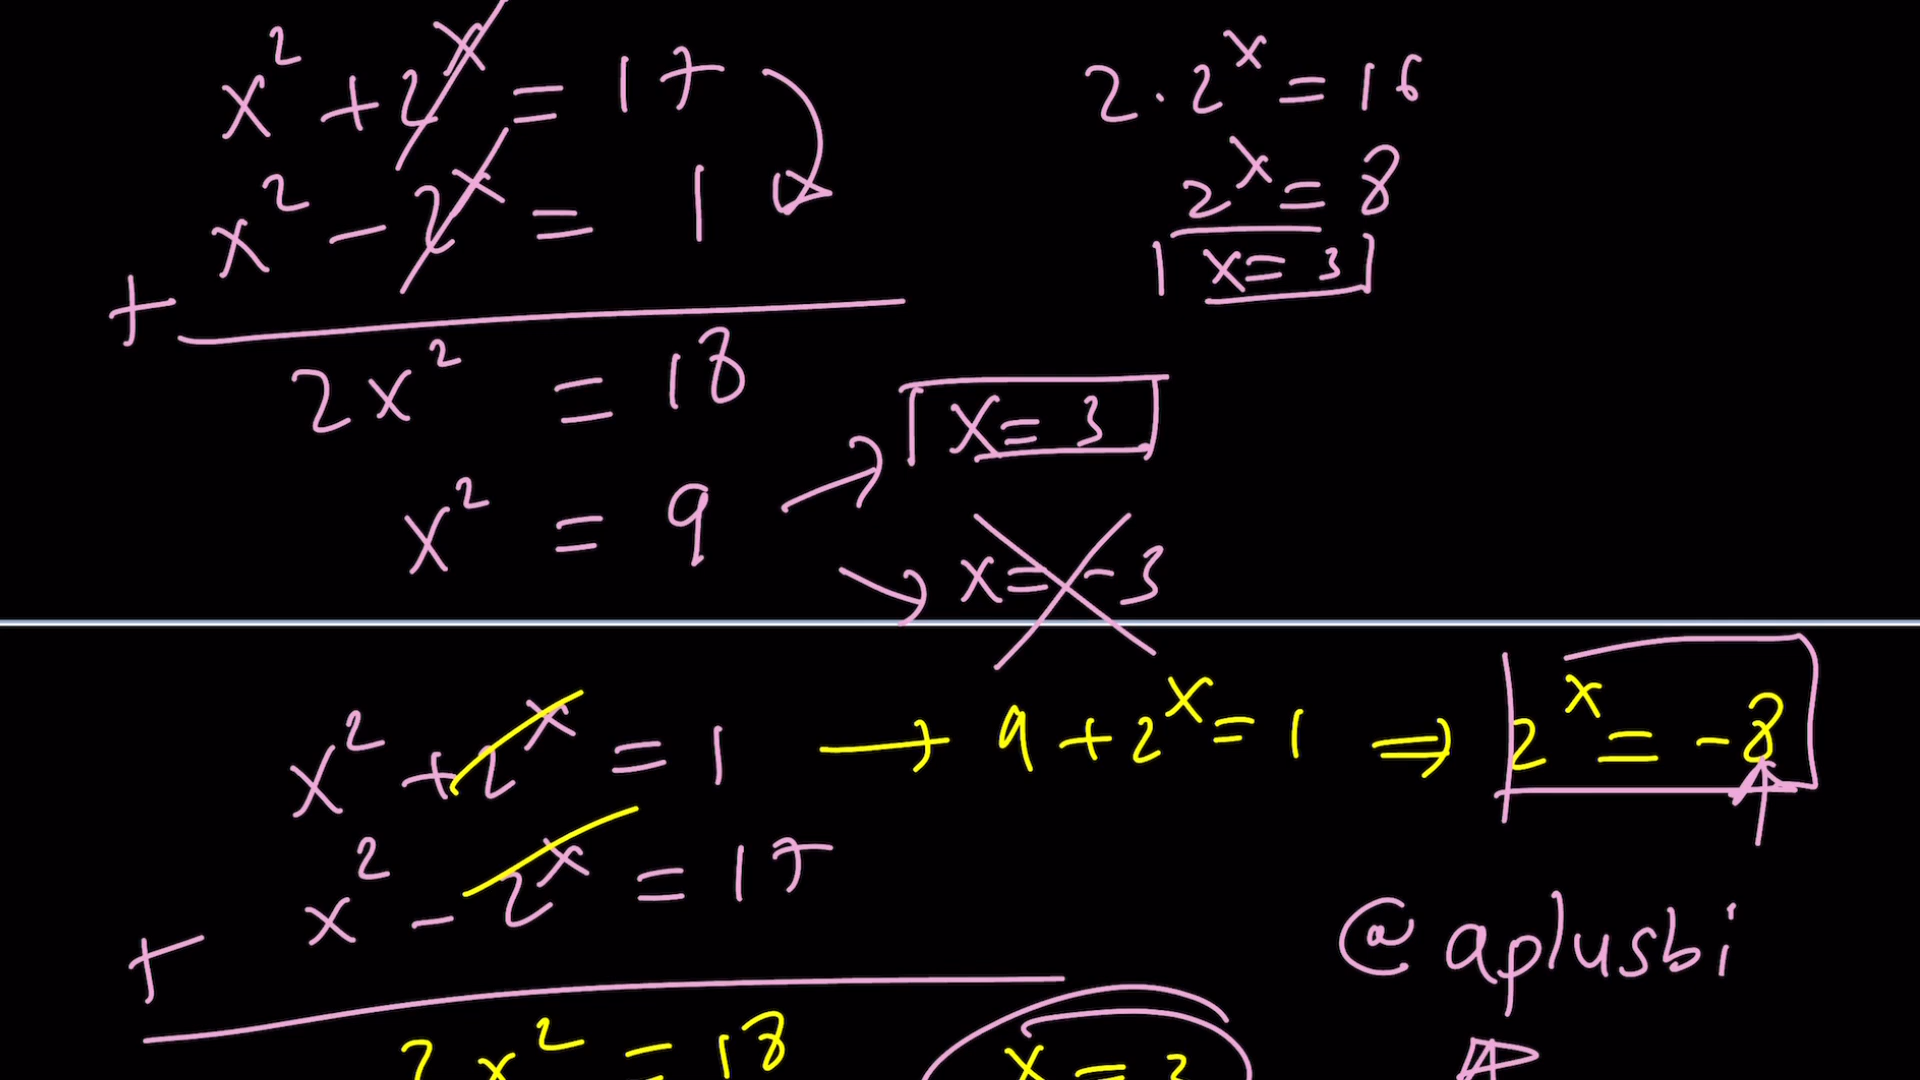 x² + 2ˣ = 17
x² - 2ˣ = 1
+
2x² = 18
x² = 9
x = 3
x = -3
2 · 2ˣ = 16
2ˣ = 8
x = 3
x² + 2ˣ = 1 → 9 + 2ˣ = 1 ⇒ 2ˣ = -8
x² - 2ˣ = 17
+
@aplusbi
2x² = 18
x = 3